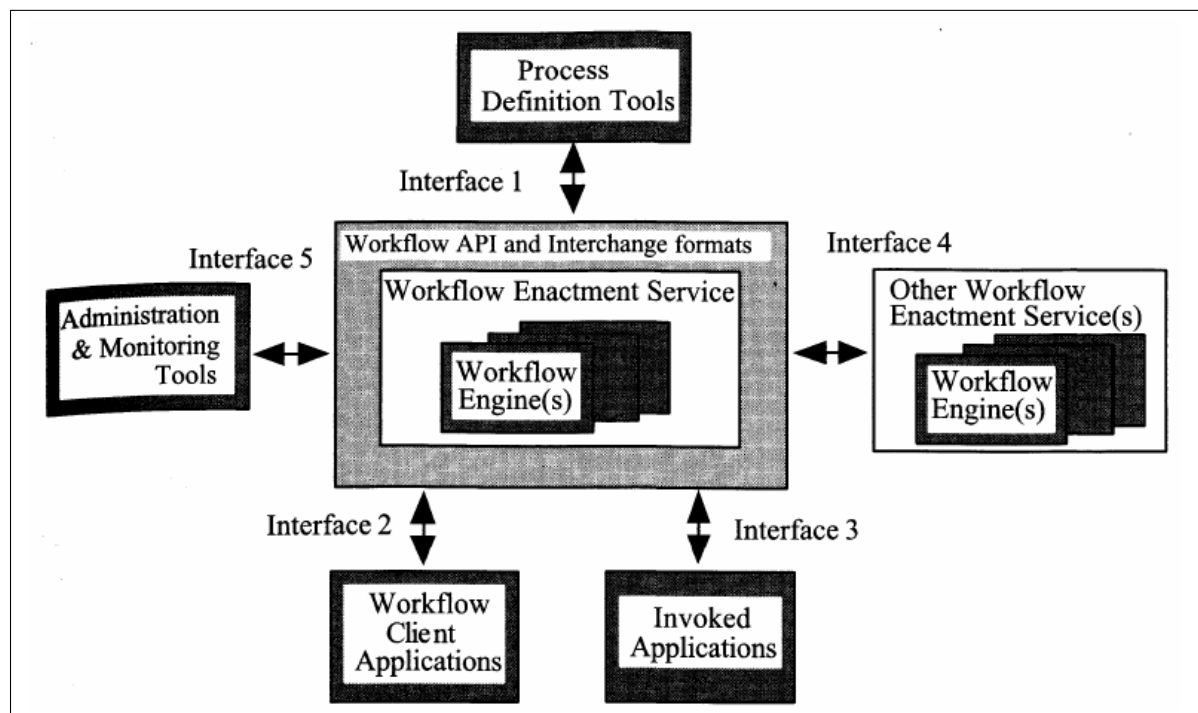 Process
Definition Tools
Interface 1
Workflow API and Interchange formats
Interface 5
Interface 4
Workflow Enactment Service
Workflow
Engine(s)
Administration
& Monitoring
Tools
Other Workflow
Enactment Service(s)
Workflow
Engine(s)
Interface 2
Interface 3
Workflow
Client
Applications
Invoked
Applications